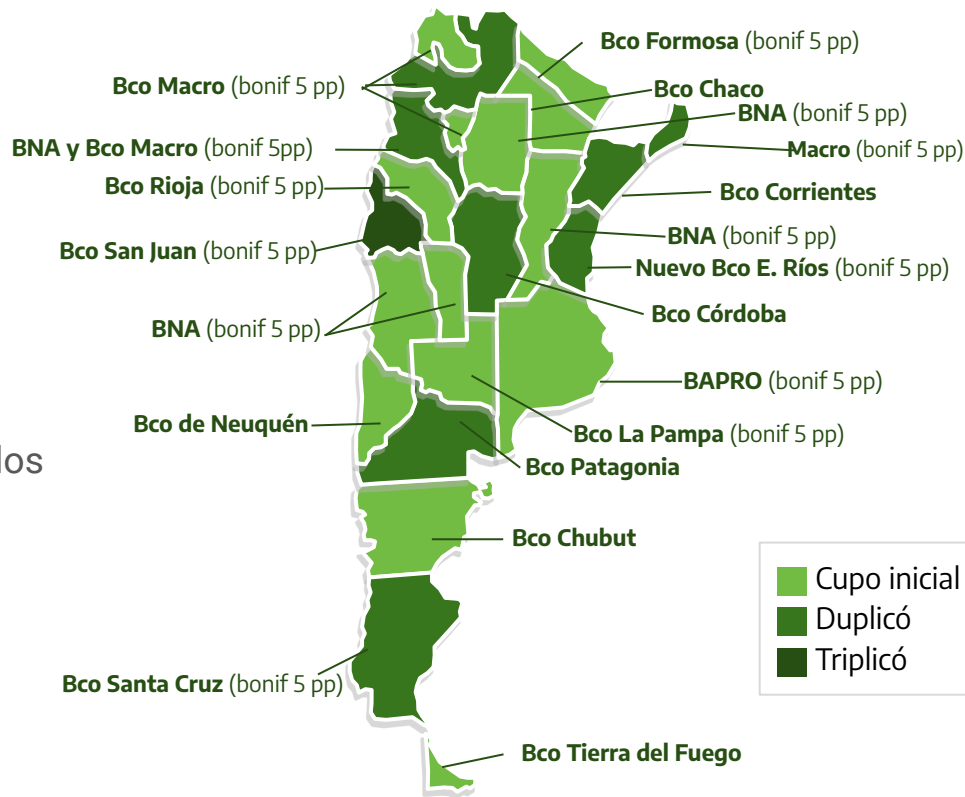 Bco Formosa (bonif 5 pp)
Bco Macro (bonif 5 pp)
Bco Chaco
BNA (bonif 5 pp)
BNA y Bco Macro (bonif 5pp)
Macro (bonif 5 pp)
Bco Rioja (bonif 5 pp)
Bco Corrientes
BNA (bonif 5 pp)
Bco San Juan (bonif 5 pp)
Nuevo Bco E. Ríos (bonif 5 pp)
Bco Córdoba
BNA (bonif 5 pp)
BAPRO (bonif 5 pp)
Bco de Neuquén
Bco La Pampa (bonif 5 pp)
los
Bco Patagonia
Bco Chubut
Cupo inicial
Duplicó
Triplicó
Bco Santa Cruz (bonif 5 pp)
Bco Tierra del Fuego